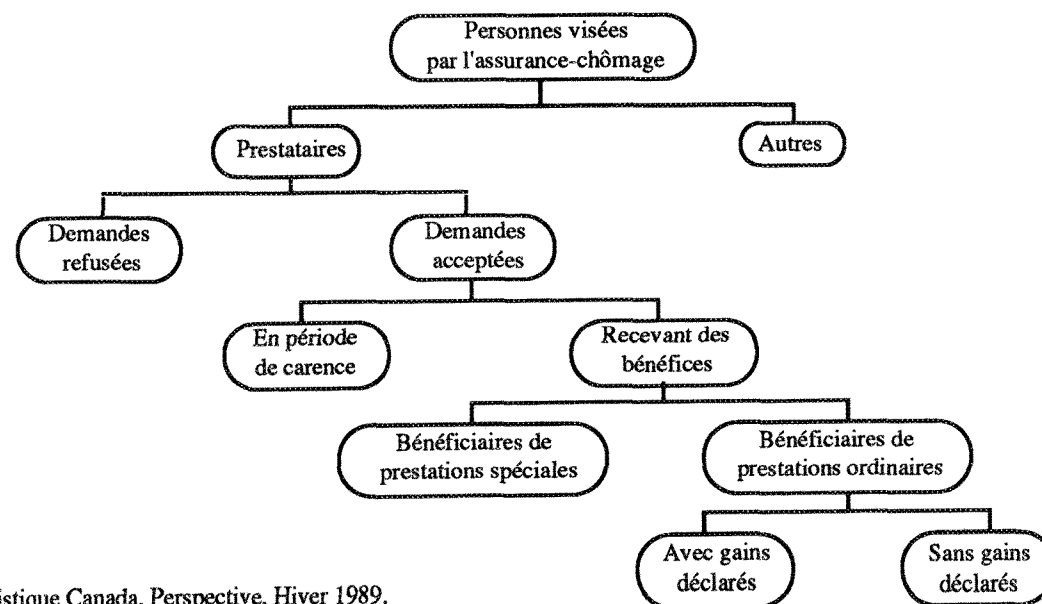 Personnes visées
par l'assurance-chômage
Prestataires
Autres
Demandes
refusées
Demandes
acceptées
En période
de carence
Recevant des
bénéfices
Bénéficiaires de
prestations spéciales
Bénéficiaires de
prestations ordinaires
Avec gains
déclarés
Sans gains
déclarés
Canada, Perspective, Hiver 1989.